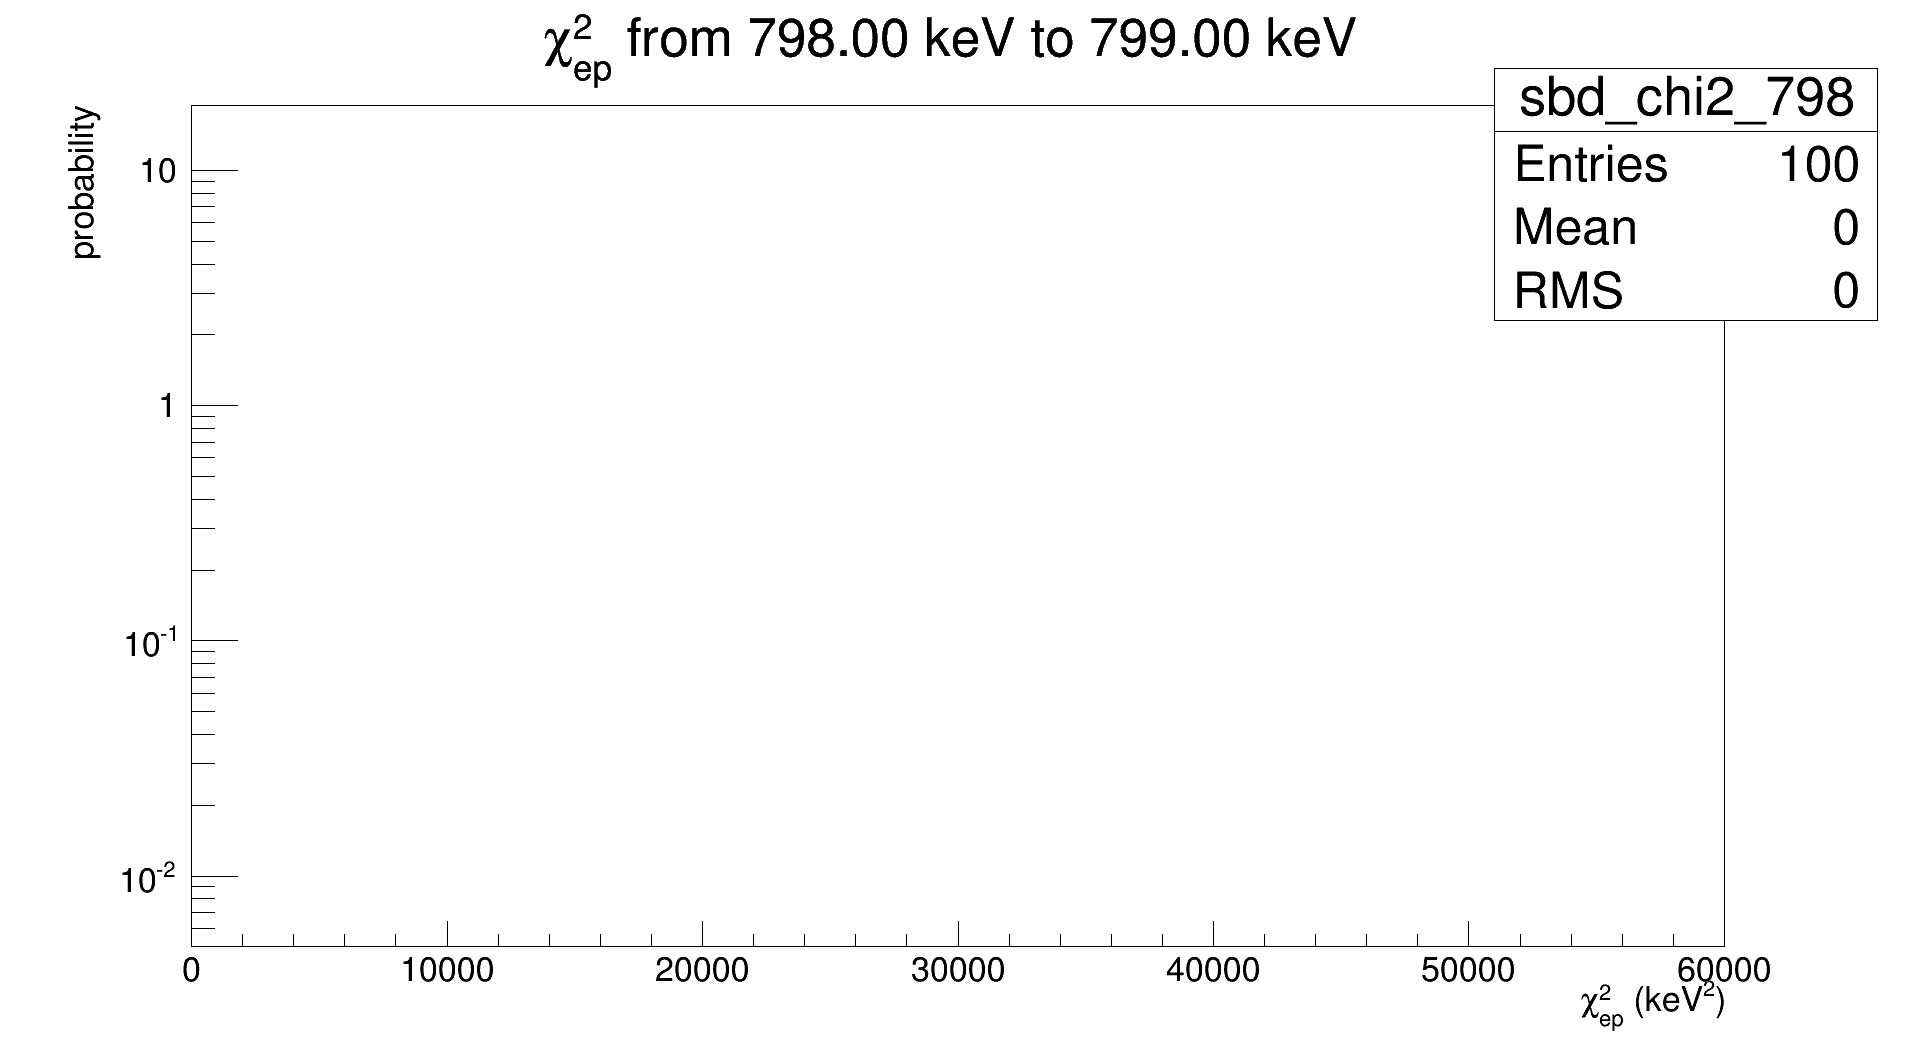 χ²ₑₚ from 798.00 keV to 799.00 keV
sbd_chi2_798
Entries 100
Mean 0
RMS 0
probability
10
1
10⁻¹
10⁻²
0 10000 20000 30000 40000 50000 60000
χ²ₑₚ (keV²)